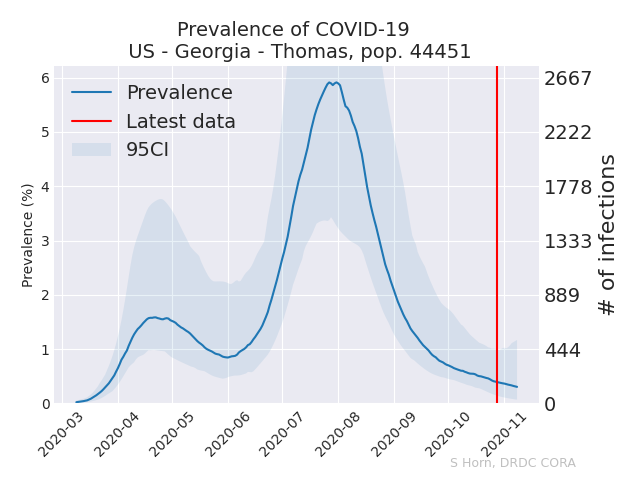 Prevalence of COVID-19
US - Georgia - Thomas, pop. 44451
Prevalence
Latest data
95CI
Prevalence (%)
6
5
4
3
2
1
0
2667
2222
1778
1333
889
444
0
# of infections
2020-03
2020-04
2020-05
2020-06
2020-07
2020-08
2020-09
2020-10
2020-11
S Horn, DRDC CORA